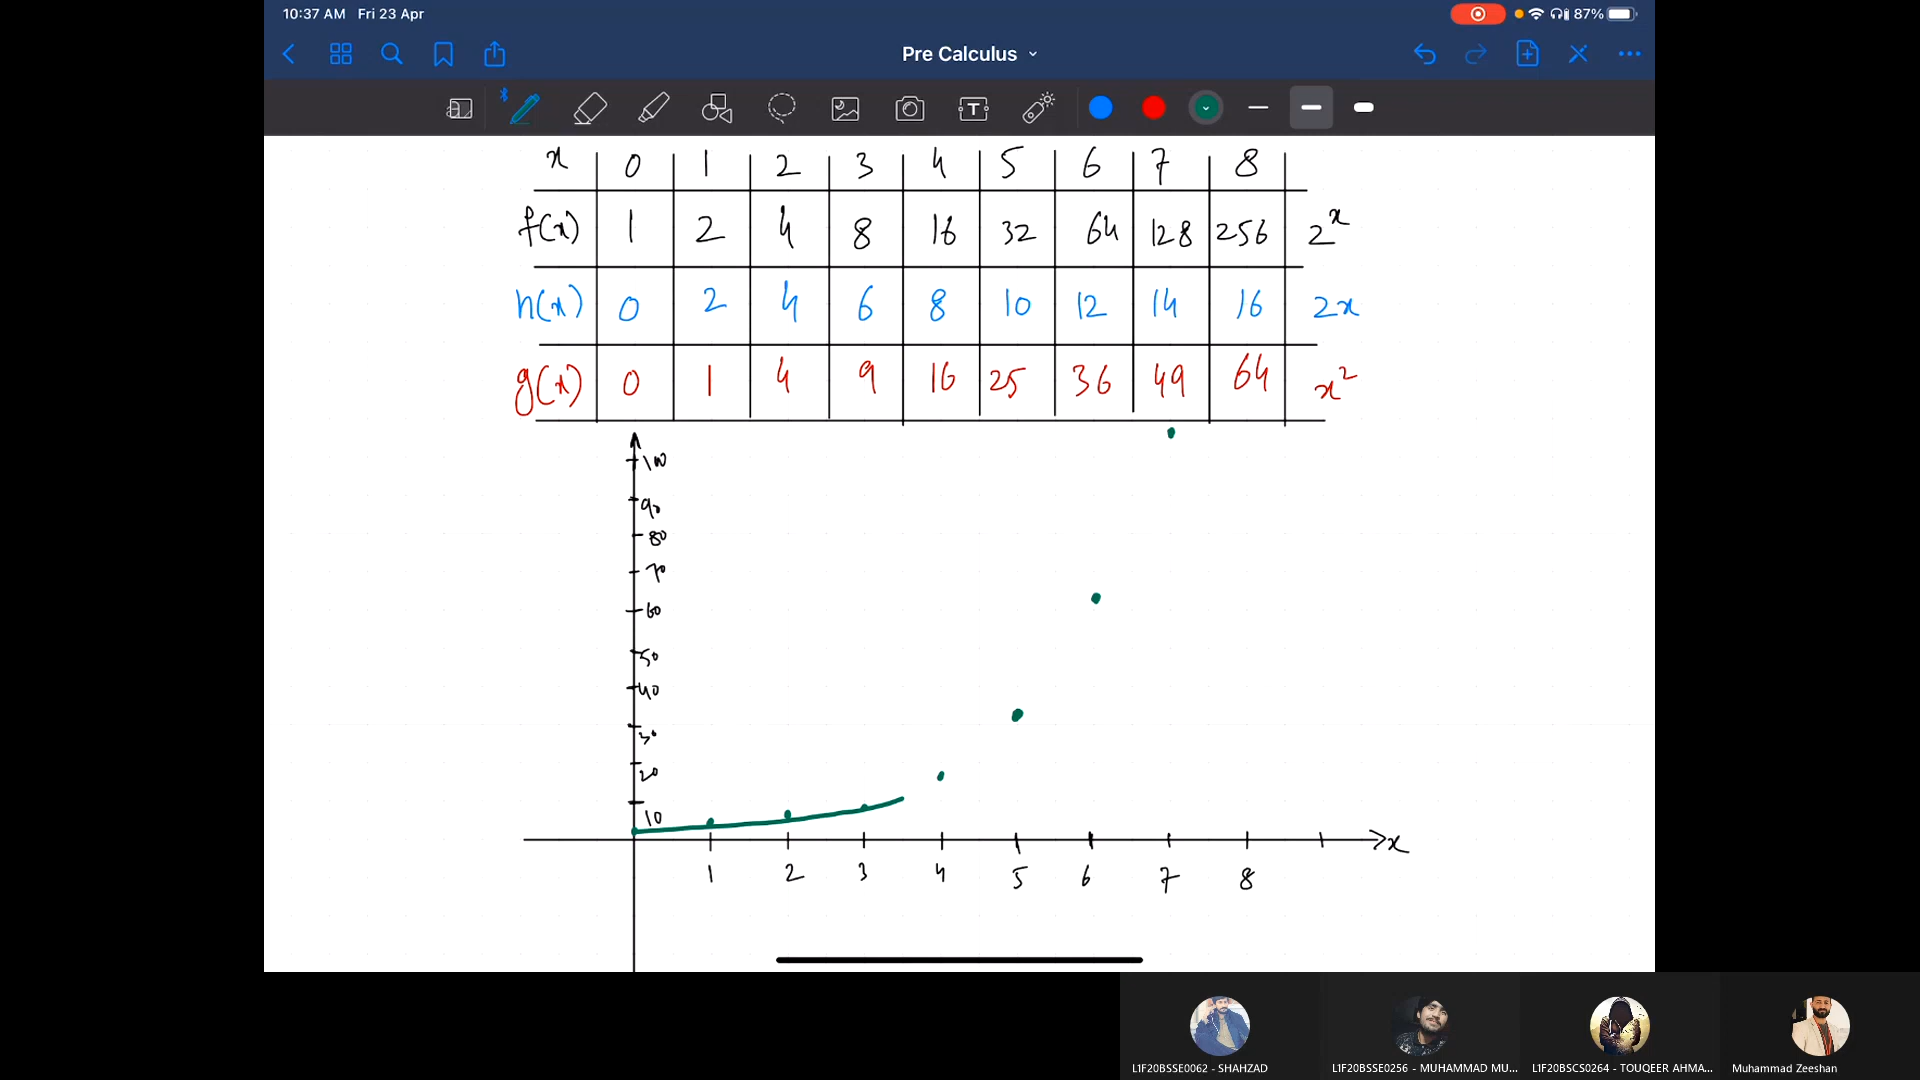 10:37 AM Fri 23 Apr 87%
Pre Calculus
T
x 0 1 2 3 4 5 6 7 8
f(x) 1 2 4 8 16 32 64 128 256 2^x
h(x) 0 2 4 6 8 10 12 14 16 2x
g(x) 0 1 4 9 16 25 36 49 64 x²
100
90
80
70
60
50
40
30
20
10
x
1 2 3 4 5 6 7 8
L1F20BSSE0062 - SHAHZAD
L1F20BSSE0256 - MUHAMMAD MU...
L1F20BSCS0264 - TOUQEER AHMA...
Muhammad Zeeshan